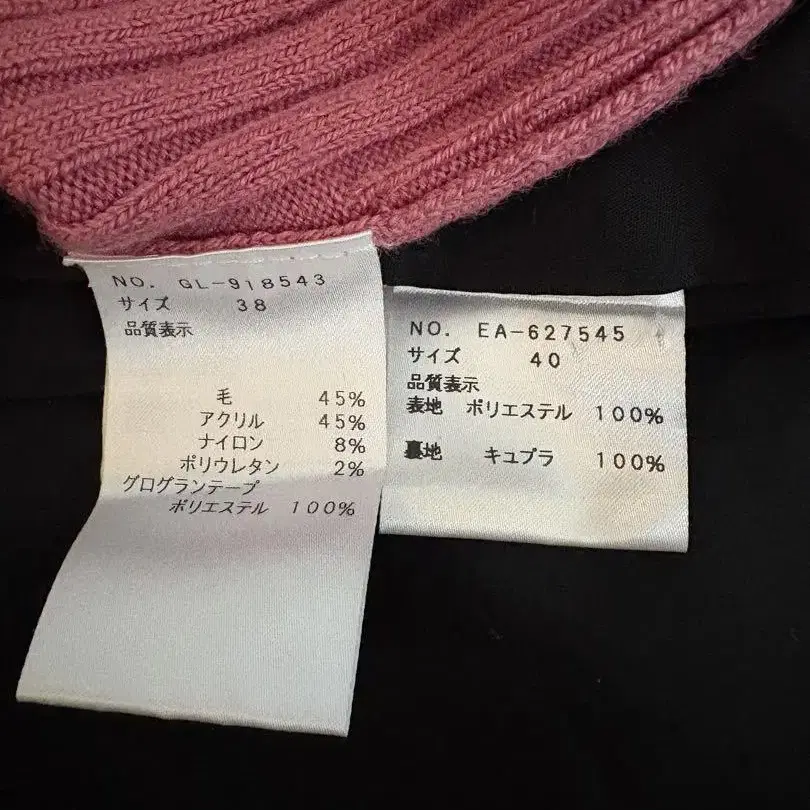 NO. GL-918543
サイズ 38
品質表示
毛 45%
アクリル 45%
ナイロン 8%
ポリウレタン 2%
グログランテープ
ポリエステル 100%
NO. EA-627545
サイズ 40
品質表示
表地 ポリエステル 100%
裏地 キュプラ 100%